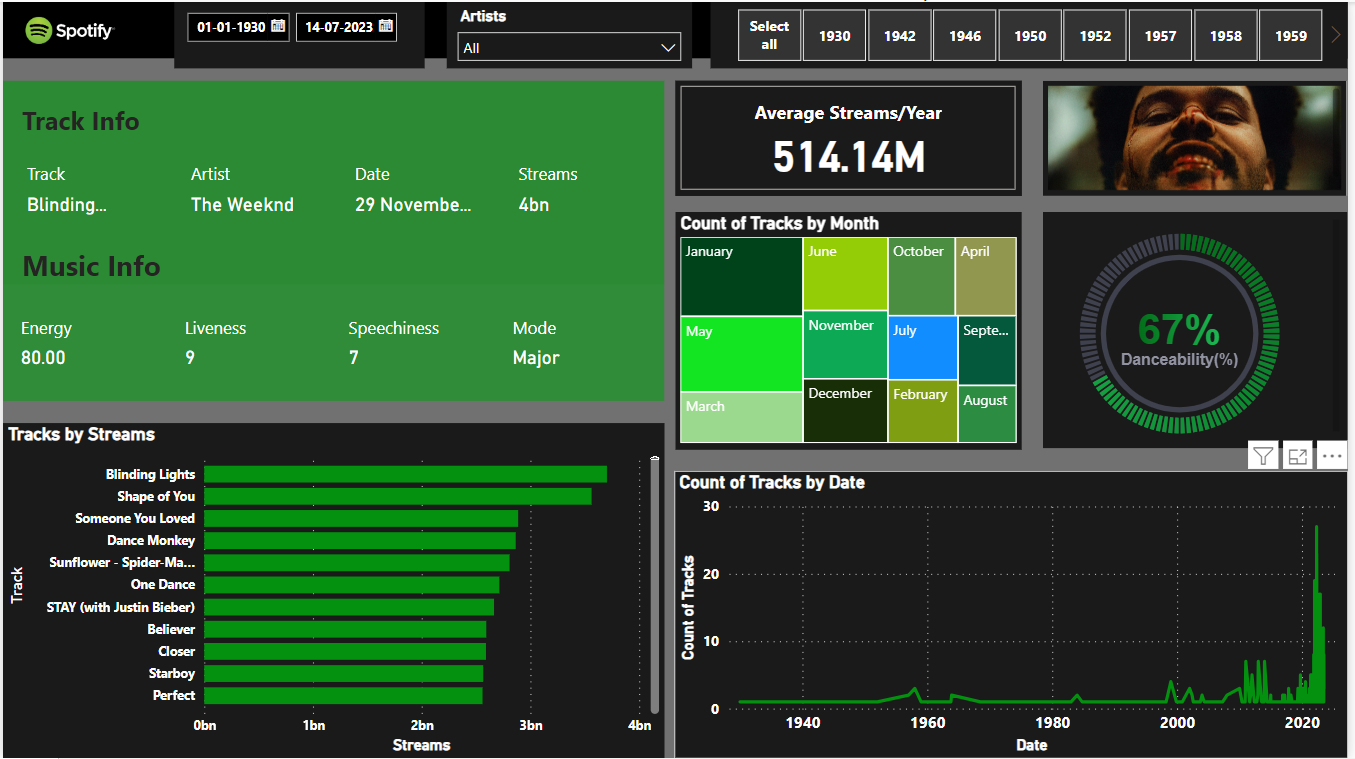 Spotify
01-01-1930
14-07-2023
Artists
All
Select all
1930
1942
1946
1950
1952
1957
1958
1959
Track Info
Track Artist Date Streams
Blinding... The Weeknd 29 Novembe... 4bn
Music Info
Energy Liveness Speechiness Mode
80.00 9 7 Major
Average Streams/Year
514.14M
Count of Tracks by Month
January
June
October
April
May
November
July
Septe...
March
December
February
August
67%
Danceability(%)
Tracks by Streams
Track
Blinding Lights
Shape of You
Someone You Loved
Dance Monkey
Sunflower - Spider-Ma...
One Dance
STAY (with Justin Bieber)
Believer
Closer
Starboy
Perfect
0bn 1bn 2bn 3bn 4bn
Streams
Count of Tracks by Date
Count of Tracks
30
20
10
0
1940 1960 1980 2000 2020
Date